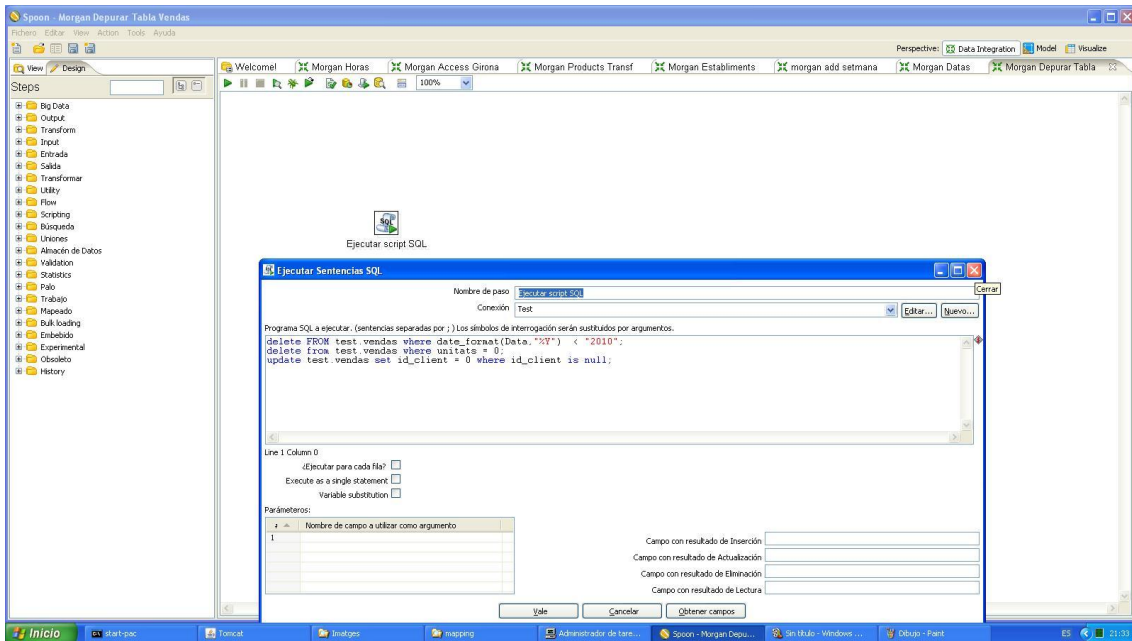 Spoon - Morgan Depurar Tabla Vendas
Fichero Editar View Action Tools Ayuda
Perspective: Data Integration Model Visualize
View Design
Welcome! Morgan Horas Morgan Access Girona Morgan Products Transf Morgan Establiments morgan add setmana Morgan Datas Morgan Depurar Tabla
Steps
100%
Big Data
Output
Transform
Input
Entrada
Salida
Transformar
Utility
Flow
Scripting
Búsqueda
Uniones
Almacén de Datos
Validation
Statistics
Palo
Trabajo
Mapeado
Bulk loading
Embebido
Experimental
Obsoleto
History
SQL
Ejecutar script SQL
Ejecutar Sentencias SQL
Cerrar
Nombre de paso Ejecutar script SQL
Conexión Test Editar... Nuevo...
Programa SQL a ejecutar. (sentencias separadas por ; ) Los símbolos de interrogación serán sustituidos por argumentos.
delete FROM test.vendas where date_format(Data,"%Y") < "2010";
delete from test.vendas where unitats = 0;
update test.vendas set id_client = 0 where id_client is null;
Line 1 Column 0
¿Ejecutar para cada fila?
Execute as a single statement
Variable substitution
Parámetros:
Nombre de campo a utilizar como argumento
1
Campo con resultado de Inserción
Campo con resultado de Actualización
Campo con resultado de Eliminación
Campo con resultado de Lectura
Vale Cancelar Obtener campos
Inicio start-pac Tomcat Imatges mapping Administrador de tare... Spoon - Morgan Depu... Sin título - Windows ... Dibujo - Paint ES 21:33